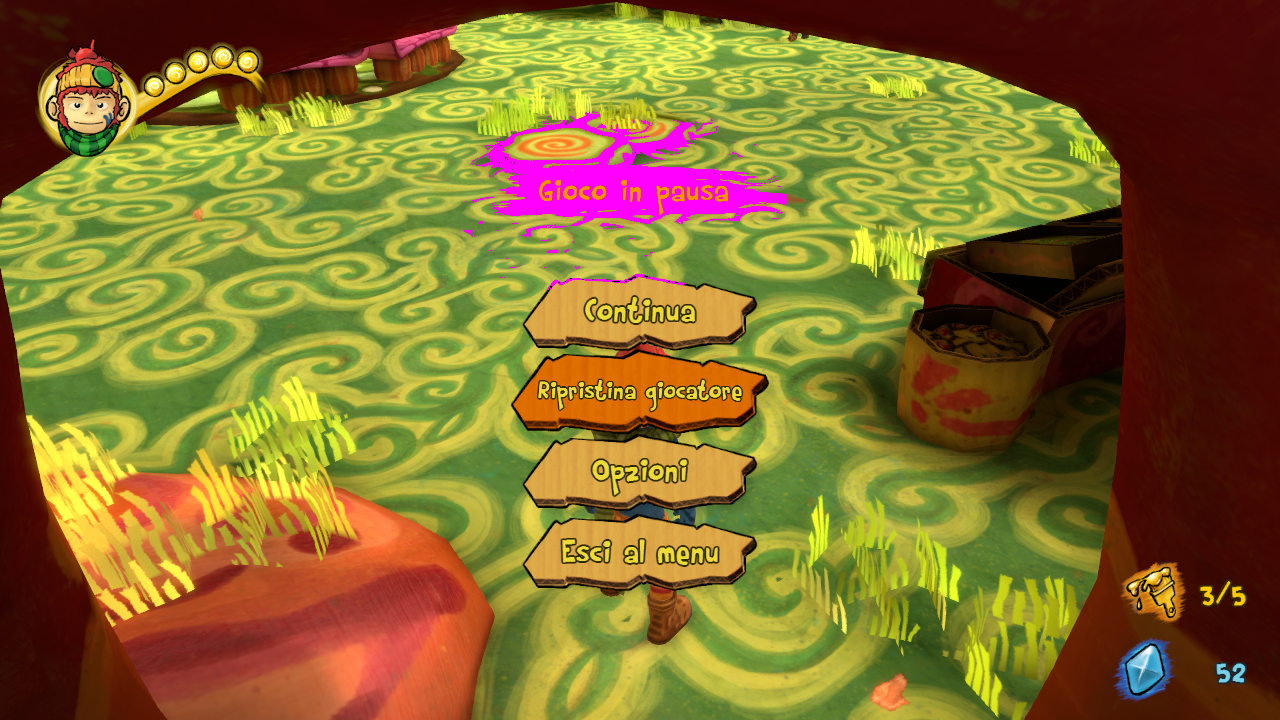 Gioco in pausa
Continua
Ripristina giocatore
Opzioni
Esci al menu
3/5
52